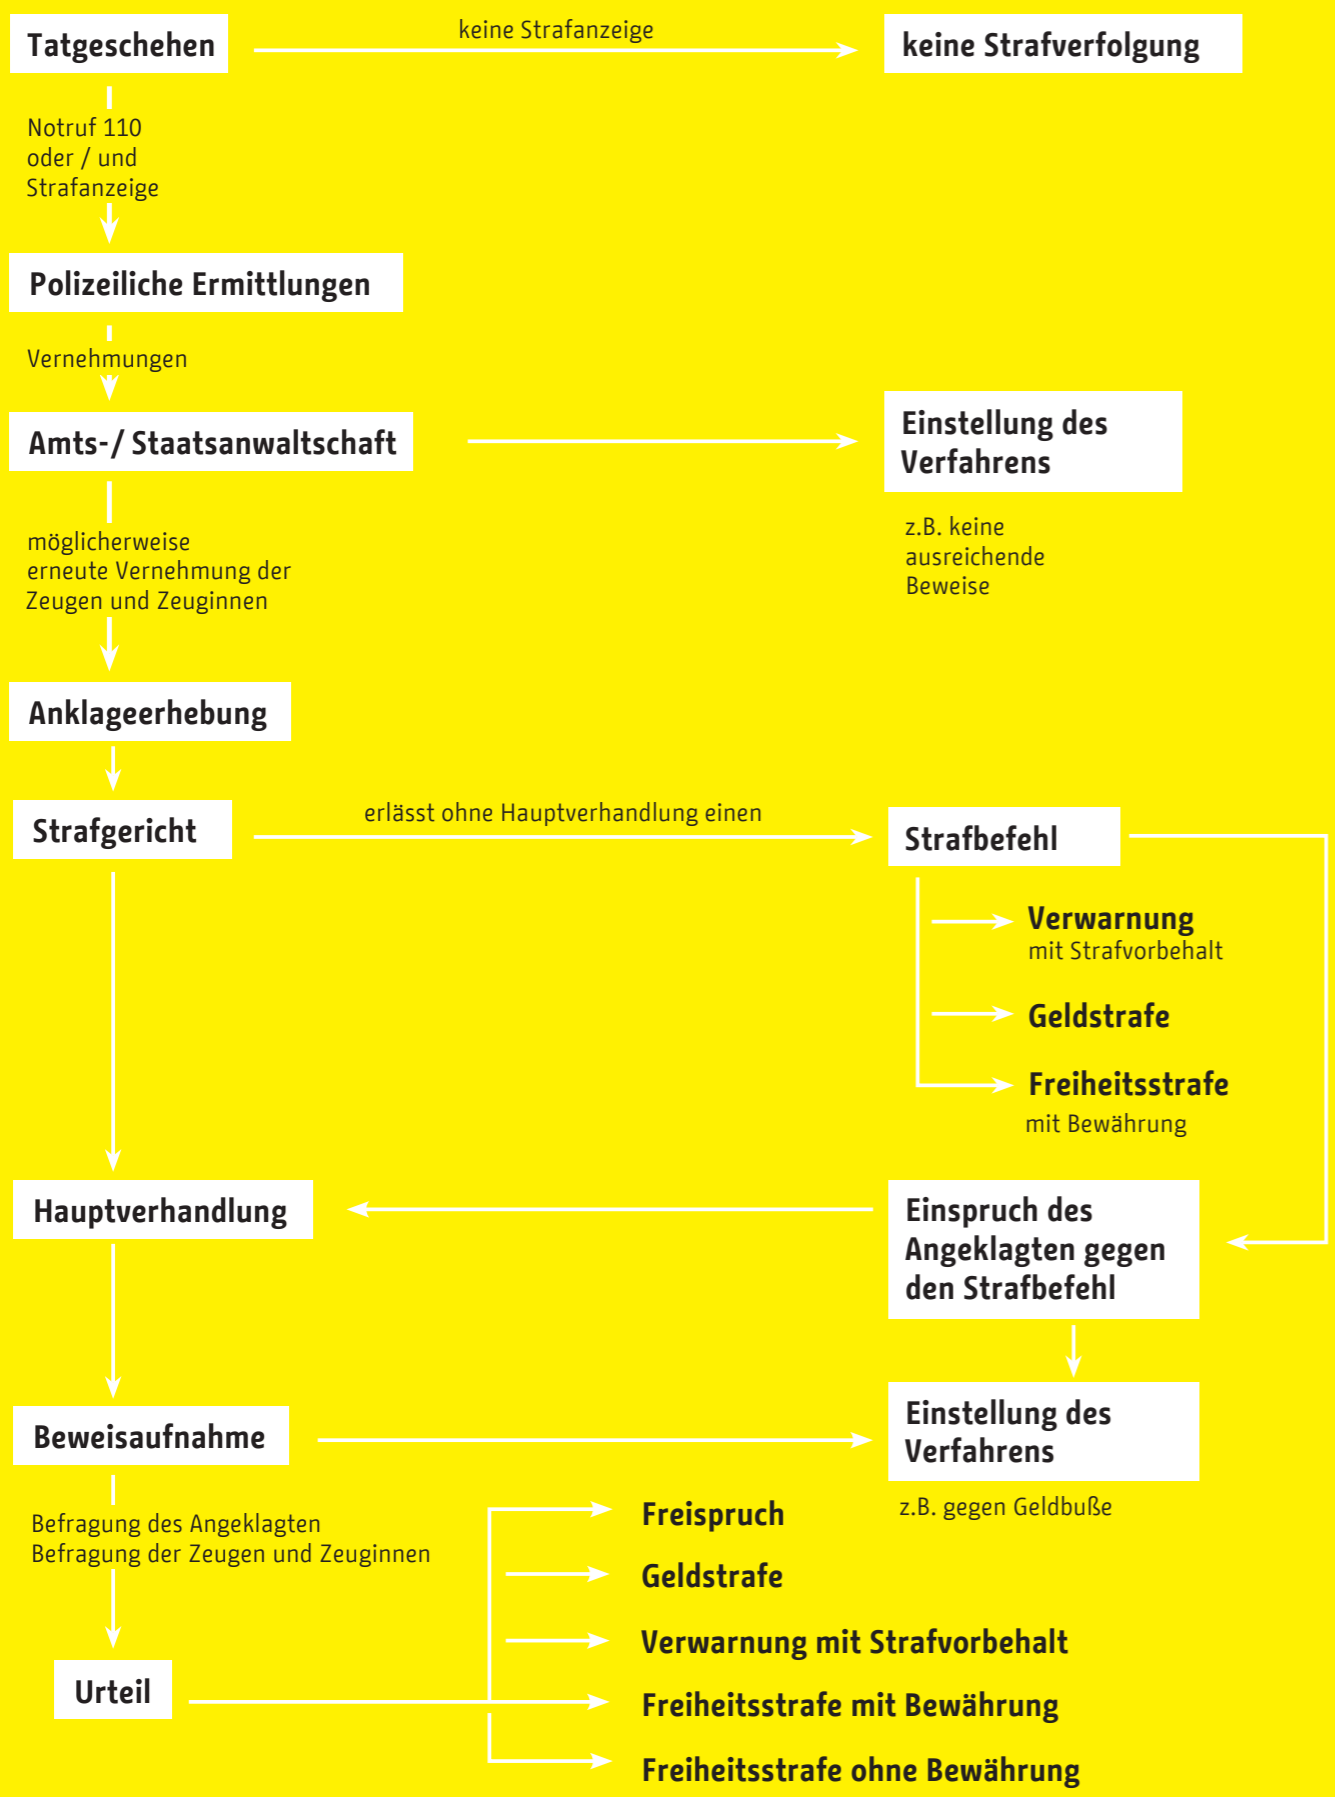 Tatgeschehen
keine Strafanzeige
keine Strafverfolgung
Notruf 110
oder / und
Strafanzeige
Polizeiliche Ermittlungen
Vernehmungen
Amts-/ Staatsanwaltschaft
Einstellung des
Verfahrens
z.B. keine
ausreichende
Beweise
möglicherweise
erneute Vernehmung der
Zeugen und Zeuginnen
Anklageerhebung
Strafgericht
erlässt ohne Hauptverhandlung einen
Strafbefehl
Verwarnung
mit Strafvorbehalt
Geldstrafe
Freiheitsstrafe
mit Bewährung
Hauptverhandlung
Einspruch des
Angeklagten gegen
den Strafbefehl
Beweisaufnahme
Einstellung des
Verfahrens
z.B. gegen Geldbuße
Befragung des Angeklagten
Befragung der Zeugen und Zeuginnen
Urteil
Freispruch
Geldstrafe
Verwarnung mit Strafvorbehalt
Freiheitsstrafe mit Bewährung
Freiheitsstrafe ohne Bewährung